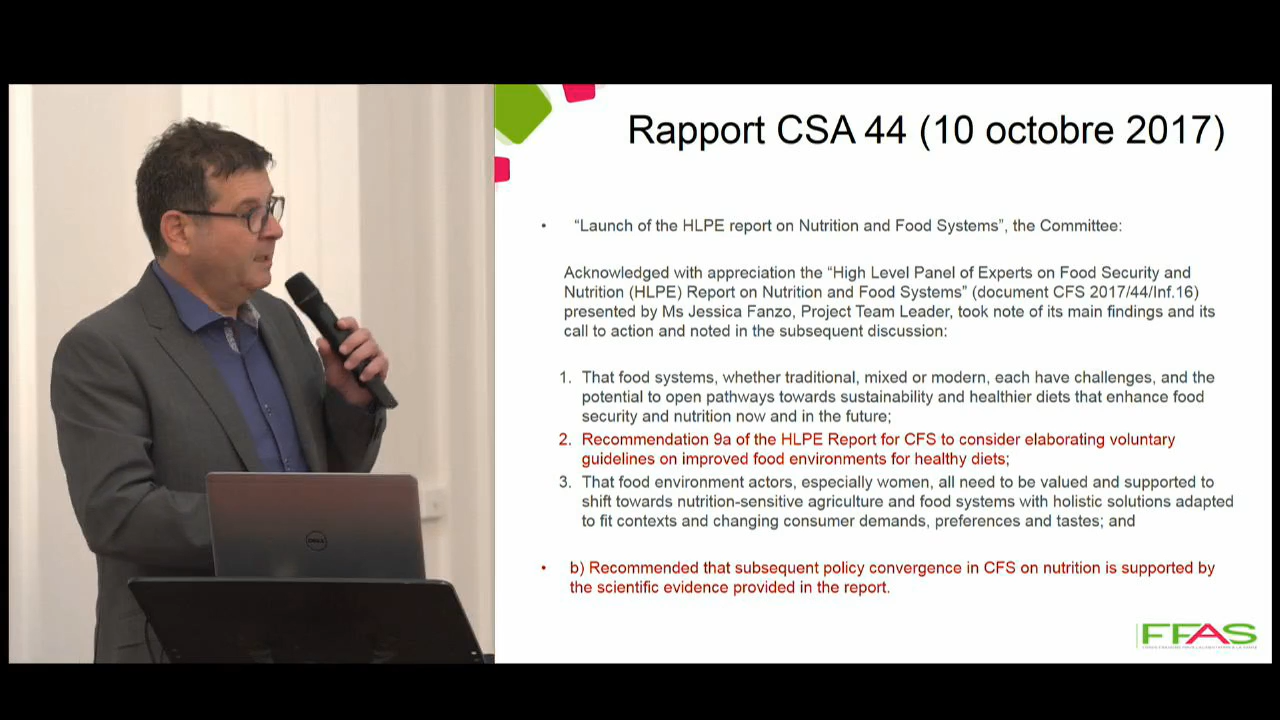 Rapport CSA 44 (10 octobre 2017)
• “Launch of the HLPE report on Nutrition and Food Systems”, the Committee:
Acknowledged with appreciation the “High Level Panel of Experts on Food Security and
Nutrition (HLPE) Report on Nutrition and Food Systems” (document CFS 2017/44/Inf.16)
presented by Ms Jessica Fanzo, Project Team Leader, took note of its main findings and its
call to action and noted in the subsequent discussion:
1. That food systems, whether traditional, mixed or modern, each have challenges, and the
potential to open pathways towards sustainability and healthier diets that enhance food
security and nutrition now and in the future;
2. Recommendation 9a of the HLPE Report for CFS to consider elaborating voluntary
guidelines on improved food environments for healthy diets;
3. That food environment actors, especially women, all need to be valued and supported to
shift towards nutrition-sensitive agriculture and food systems with holistic solutions adapted
to fit contexts and changing consumer demands, preferences and tastes; and
• b) Recommended that subsequent policy convergence in CFS on nutrition is supported by
the scientific evidence provided in the report.
DELL
FFAS